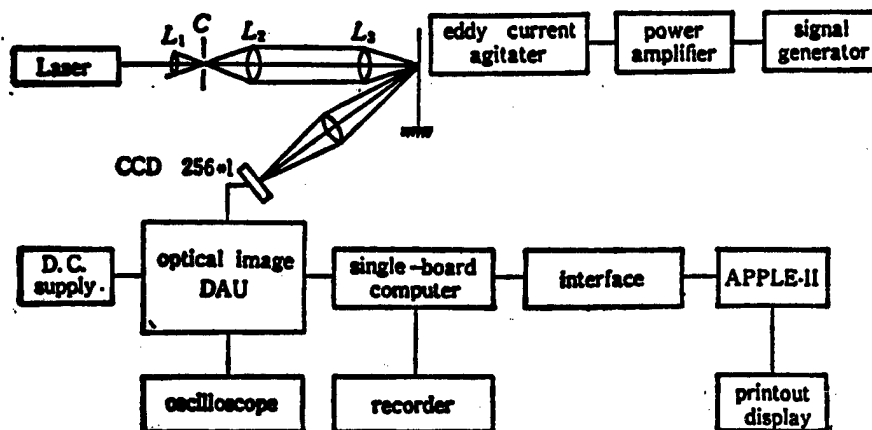 L₁ C L₂ L₃
Laser
eddy current
agitater
power
amplifier
signal
generator
CCD 256*1
D.C.
supply.
optical image
DAU
single-board
computer
interface
APPLE-II
oscilloscope
recorder
printout
display